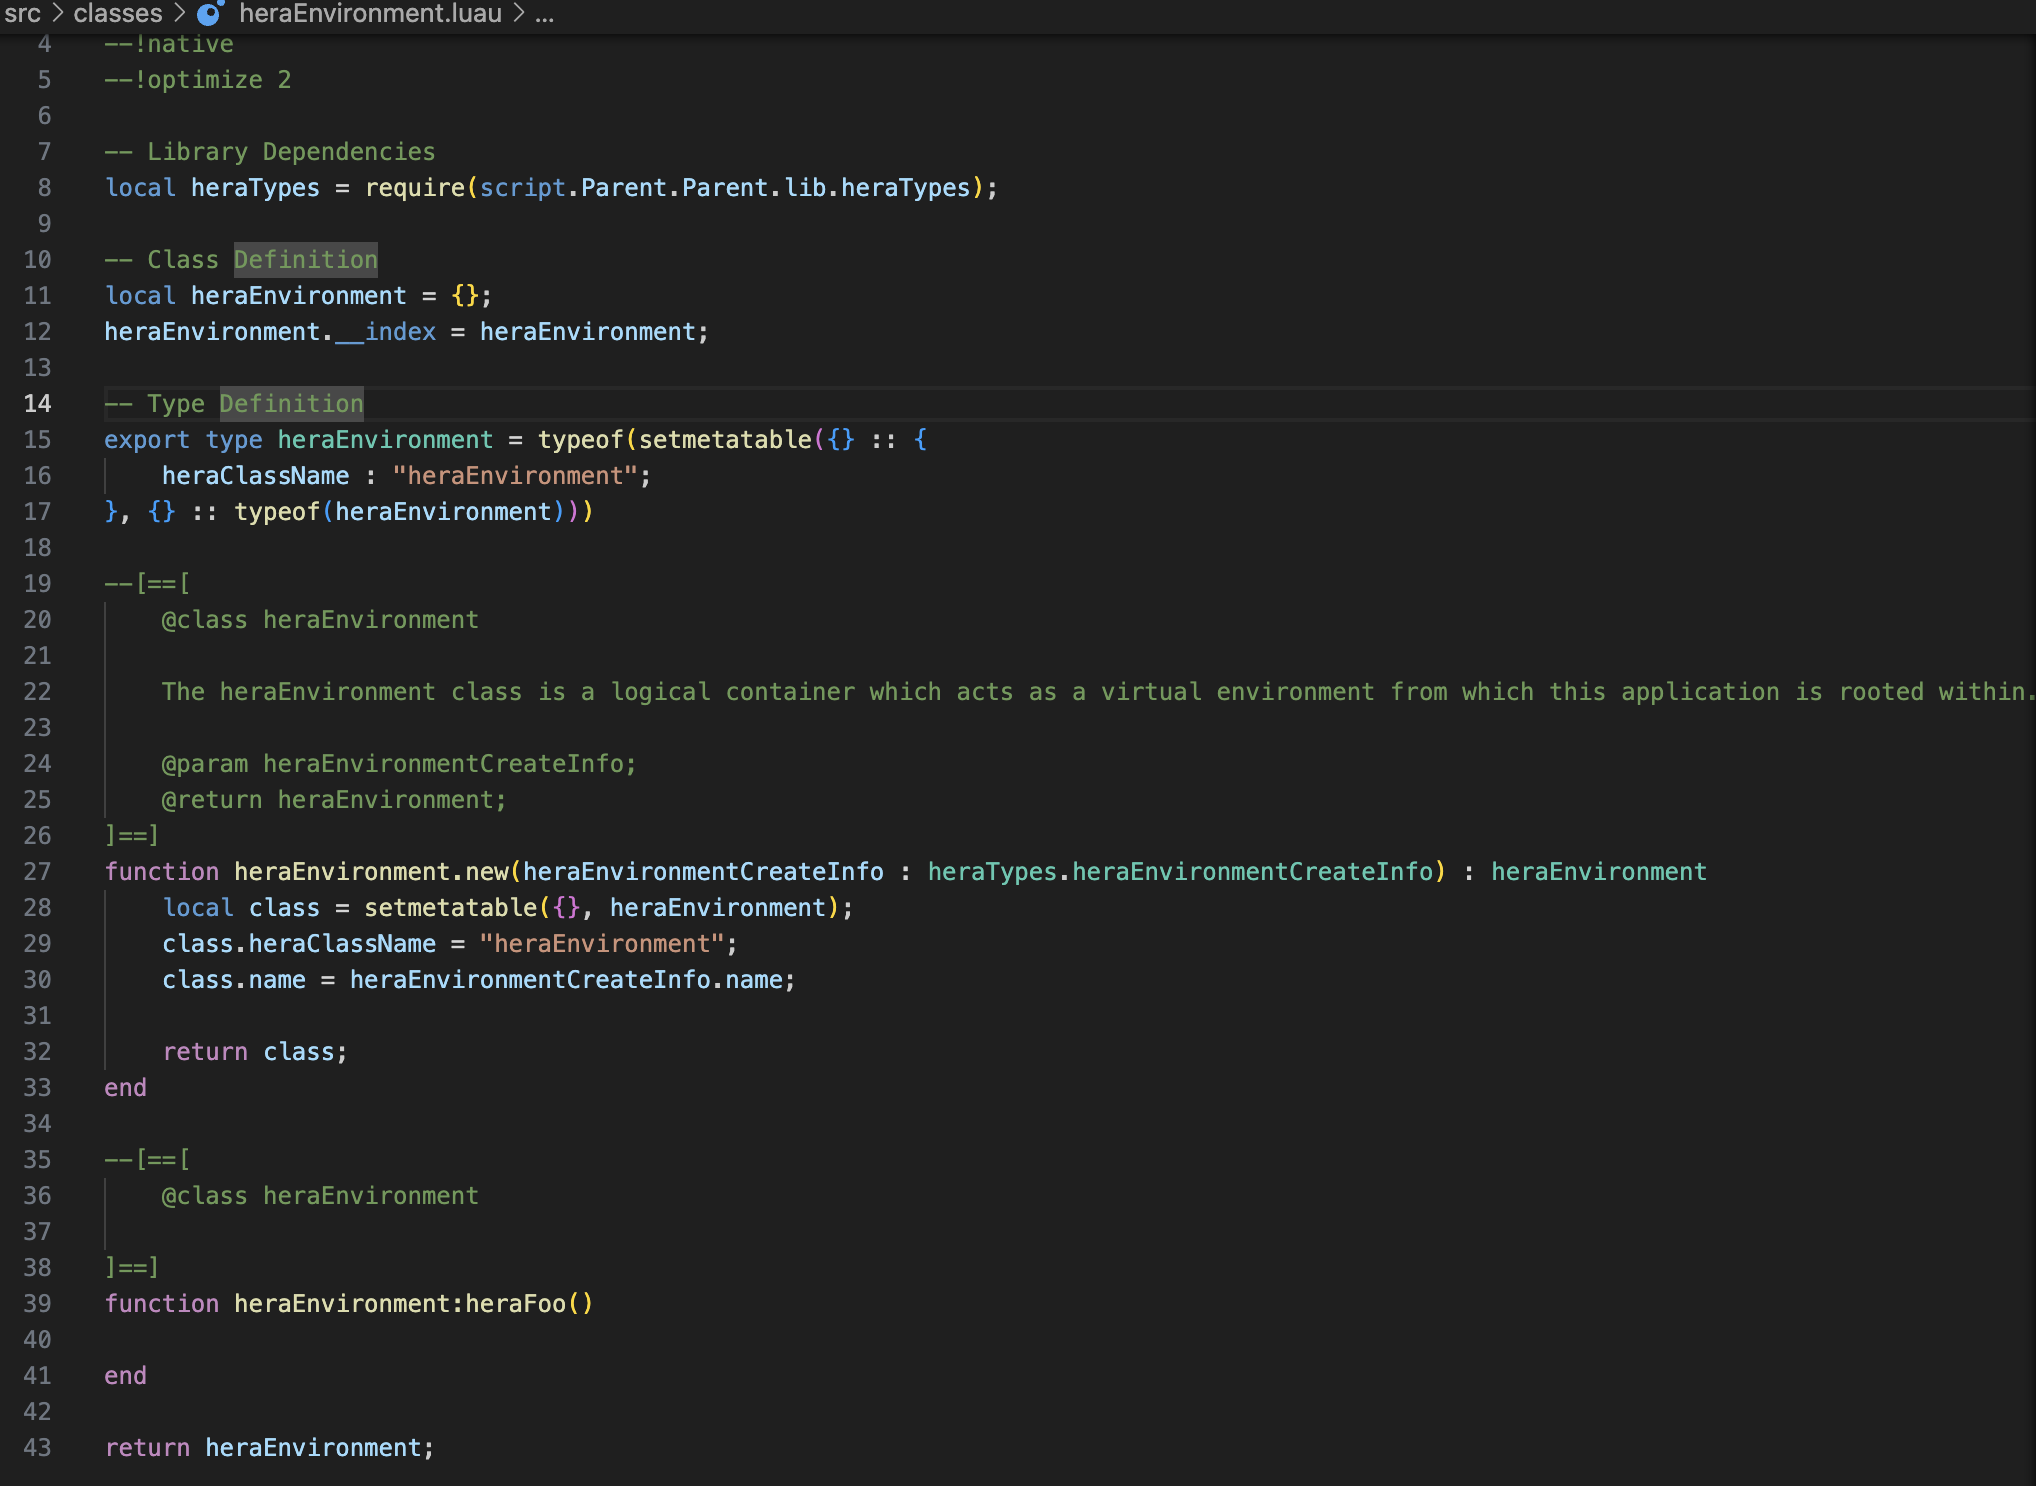 src > classes > heraEnvironment.luau > ...
4 --!native
5 --!optimize 2
6
7 -- Library Dependencies
8 local heraTypes = require(script.Parent.Parent.lib.heraTypes);
9
10 -- Class Definition
11 local heraEnvironment = {};
12 heraEnvironment.__index = heraEnvironment;
13
14 -- Type Definition
15 export type heraEnvironment = typeof(setmetatable({} :: {
16     heraClassName : "heraEnvironment";
17 }, {} :: typeof(heraEnvironment)))
18
19 --[==[
20     @class heraEnvironment
21
22     The heraEnvironment class is a logical container which acts as a virtual environment from which this application is rooted within.
23
24     @param heraEnvironmentCreateInfo;
25     @return heraEnvironment;
26 ]==]
27 function heraEnvironment.new(heraEnvironmentCreateInfo : heraTypes.heraEnvironmentCreateInfo) : heraEnvironment
28     local class = setmetatable({}, heraEnvironment);
29     class.heraClassName = "heraEnvironment";
30     class.name = heraEnvironmentCreateInfo.name;
31
32     return class;
33 end
34
35 --[==[
36     @class heraEnvironment
37
38 ]==]
39 function heraEnvironment:heraFoo()
40
41 end
42
43 return heraEnvironment;